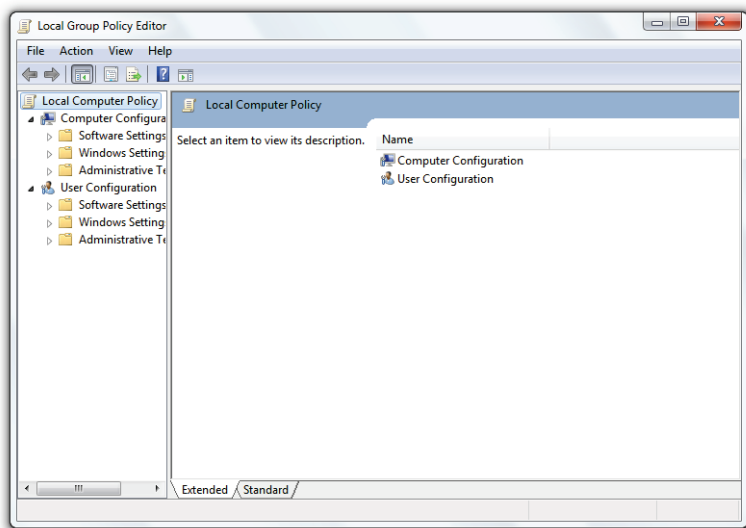 Local Group Policy Editor
File Action View Help
Local Computer Policy
Computer Configura
Software Settings
Windows Setting
Administrative Te
User Configuration
Software Settings
Windows Setting
Administrative Te
Local Computer Policy
Select an item to view its description.
Name
Computer Configuration
User Configuration
Extended Standard